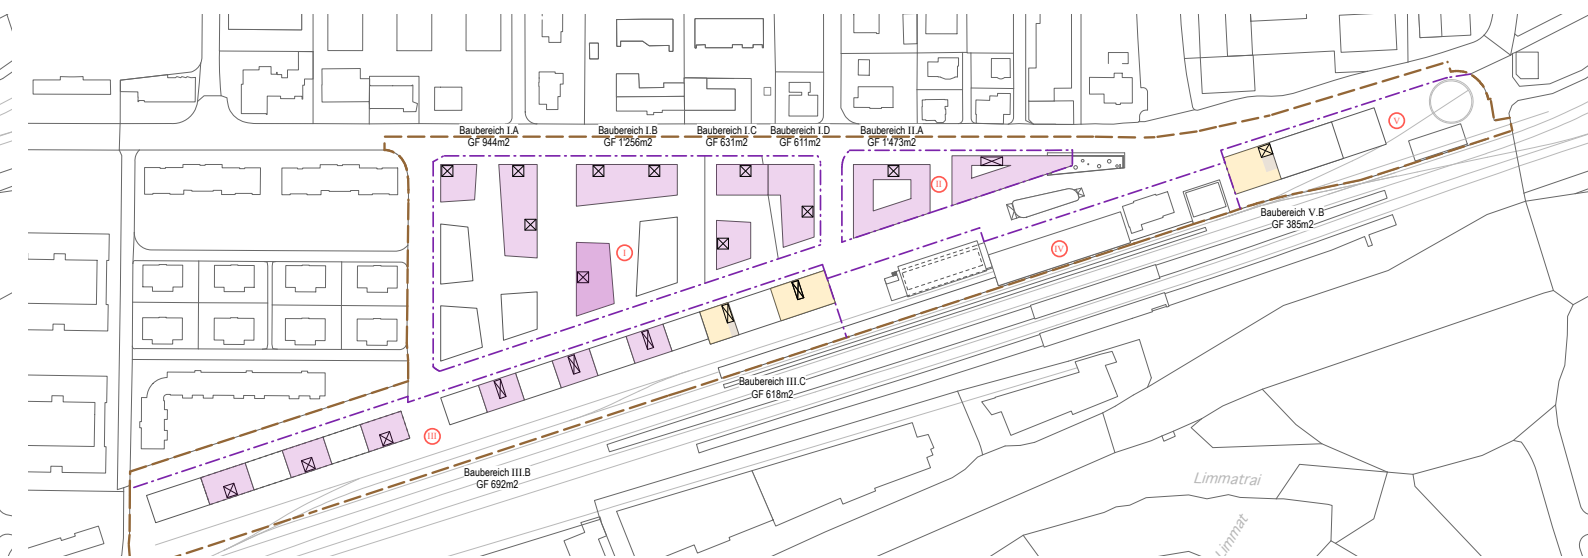 Baubereich I.A
GF 944m2
Baubereich I.B
GF 1'256m2
Baubereich I.C
GF 631m2
Baubereich I.D
GF 611m2
Baubereich II.A
GF 1'473m2
V
II
Baubereich V.B
GF 385m2
I
IV
Baubereich III.C
GF 618m2
III
Baubereich III.B
GF 692m2
Limmatrai
Limmat